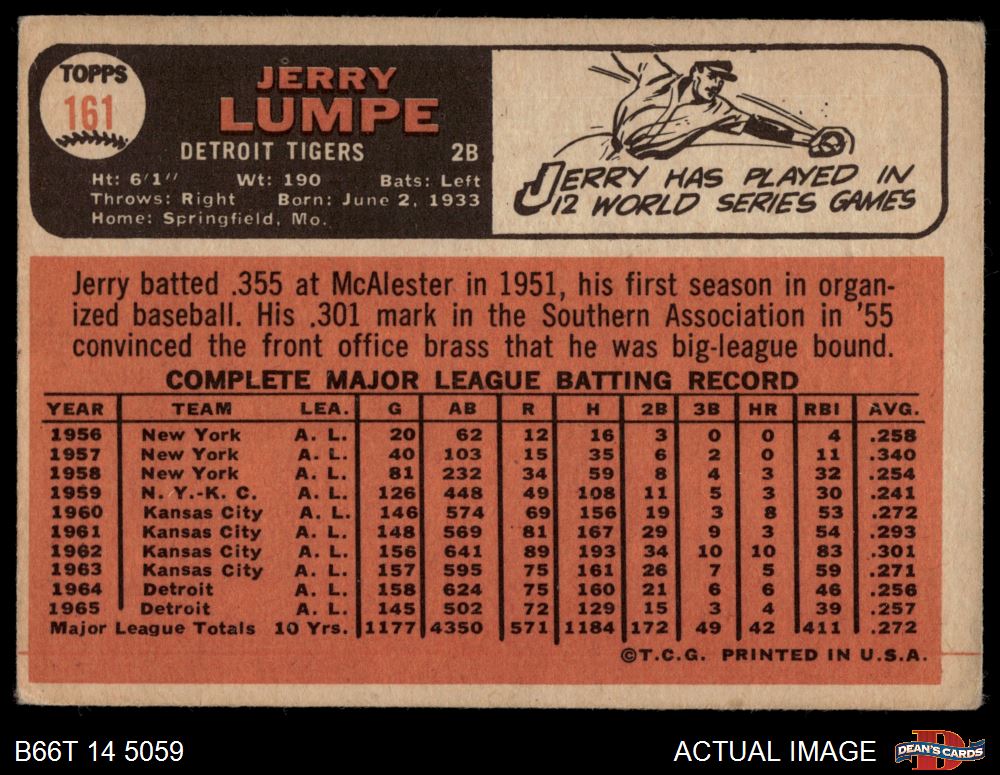 TOPPS
161
JERRY
LUMPE
DETROIT TIGERS 2B
Ht: 6'1" Wt: 190 Bats: Left
Throws: Right Born: June 2, 1933
Home: Springfield, Mo.
JERRY HAS PLAYED IN
12 WORLD SERIES GAMES
Jerry batted .355 at McAlester in 1951, his first season in organ-
ized baseball. His .301 mark in the Southern Association in '55
convinced the front office brass that he was big-league bound.
COMPLETE MAJOR LEAGUE BATTING RECORD
YEAR TEAM LEA. G AB R H 2B 3B HR RBI AVG.
1956 New York A. L. 20 62 12 16 3 0 0 4 .258
1957 New York A. L. 40 103 15 35 6 2 0 11 .340
1958 New York A. L. 81 232 34 59 8 4 3 32 .254
1959 N. Y.-K. C. A. L. 126 448 49 108 11 5 3 30 .241
1960 Kansas City A. L. 146 574 69 156 19 3 8 53 .272
1961 Kansas City A. L. 148 569 81 167 29 9 3 54 .293
1962 Kansas City A. L. 156 641 89 193 34 10 10 83 .301
1963 Kansas City A. L. 157 595 75 161 26 7 5 59 .271
1964 Detroit A. L. 158 624 75 160 21 6 6 46 .256
1965 Detroit A. L. 145 502 72 129 15 3 4 39 .257
Major League Totals 10 Yrs. 1177 4350 571 1184 172 49 42 411 .272
©T.C.G. PRINTED IN U.S.A.
B66T 14 5059 ACTUAL IMAGE DEAN'S CARDS